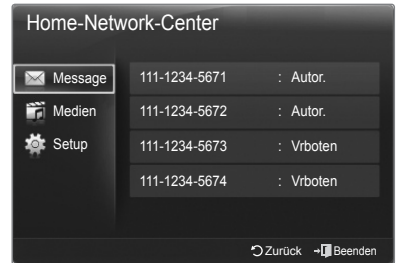 Home-Network-Center
Message
111-1234-5671 : Autor.
Medien
111-1234-5672 : Autor.
Setup
111-1234-5673 : Vrboten
111-1234-5674 : Vrboten
Zurück Beenden